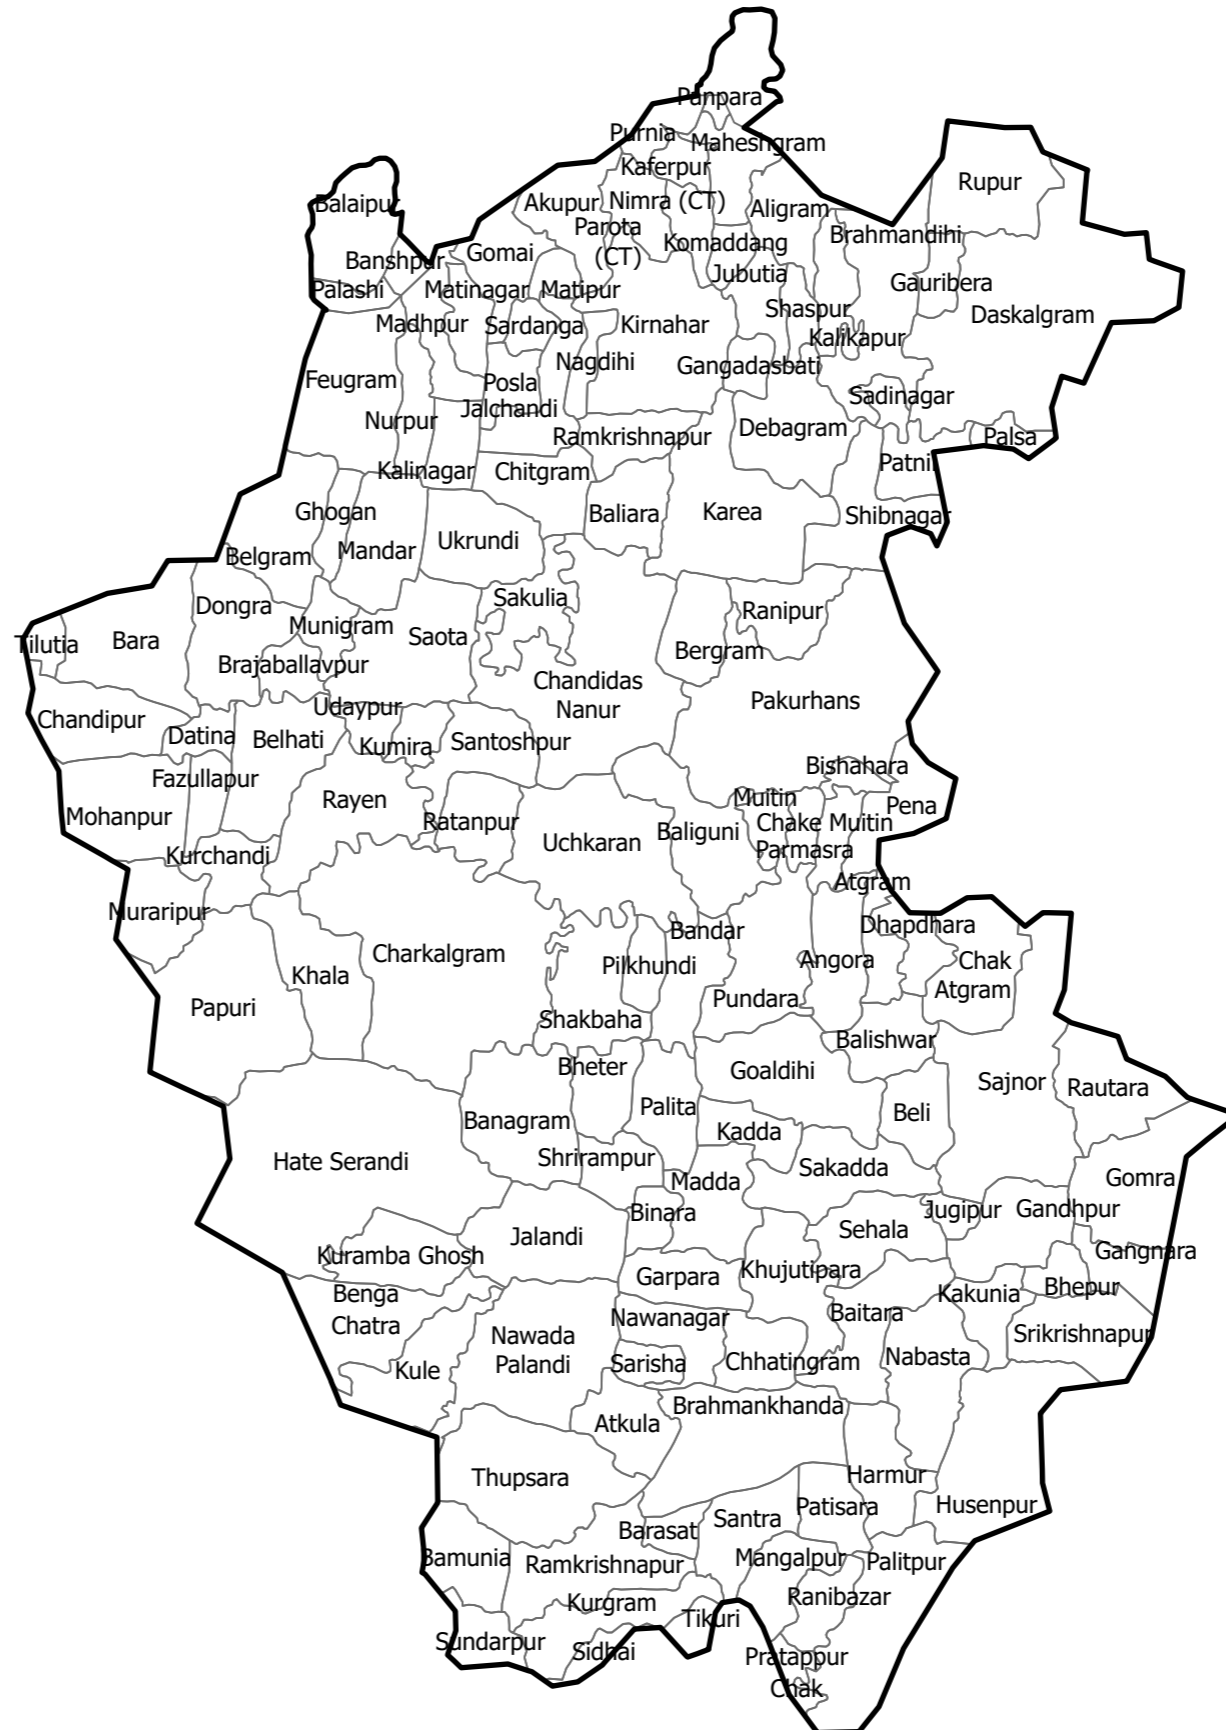 Panpara
Purnia
Maheshgram
Kaferpur
Rupur
Balaipur
Akupur
Nimra (CT)
Aligram
Parota
(CT)
Komaddang
Brahmandihi
Gomai
Banshpur
Jubutia
Gauribera
Palashi
Matinagar
Matipur
Shaspur
Daskalgram
Madhpur
Sardanga
Kirnahar
Kalikapur
Nagdihi
Gangadasbati
Feugram
Posla
Sadinagar
Jalchandi
Nurpur
Ramkrishnapur
Debagram
Palsa
Kalinagar
Chitgram
Patnil
Ghogan
Baliara
Karea
Shibnagar
Belgram
Mandar
Ukrundi
Dongra
Sakulia
Ranipur
Munigram
Saota
Tilutia
Bara
Bergram
Brajaballavpur
Chandidas
Nanur
Pakurhans
Chandipur
Udaypur
Datina
Belhati
Kumira
Santoshpur
Fazullapur
Bishahara
Mohanpur
Rayen
Ratanpur
Muitin
Pena
Uchkaran
Baliguni
Chake
Muitin
Kurchandi
Parmasra
Atgram
Muraripur
Bandar
Dhapdhara
Charkalgram
Khala
Pilkhundi
Angora
Chak
Atgram
Papuri
Pundara
Shakbaha
Balishwar
Bheter
Goaldihi
Sajnor
Rautara
Banagram
Palita
Beli
Kadda
Hate Serandi
Shrirampur
Sakadda
Madda
Gomra
Binara
Jugipur
Gandhpur
Jalandi
Sehala
Kuramba Ghosh
Garpara
Khujutipara
Gangnara
Benga
Chatra
Kakunia
Bhepur
Nawanagar
Baitara
Nawada
Palandi
Srikrishnapur
Kule
Sarisha
Chhatingram
Nabasta
Brahmankhanda
Atkula
Thupsara
Harmur
Patisara
Husenpur
Barasat
Santra
Bamunia
Ramkrishnapur
Mangalpur
Palitpur
Kurgram
Ranibazar
Tikuri
Sundarpur
Sidhai
Pratappur
Chak